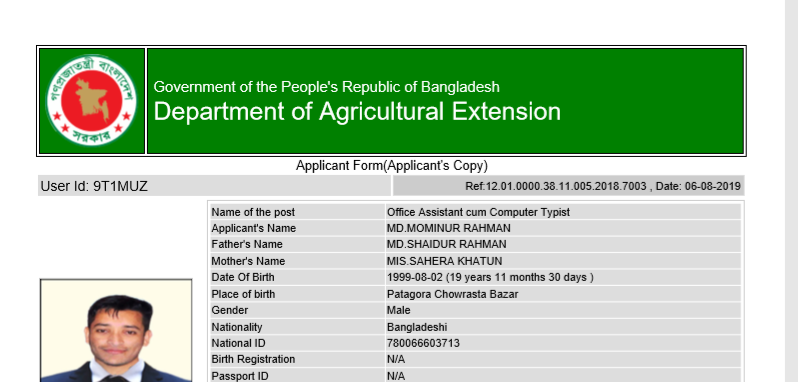 গণপ্রজাতন্ত্রী বাংলাদেশ
সরকার
Government of the People's Republic of Bangladesh
Department of Agricultural Extension
Applicant Form(Applicant's Copy)
User Id: 9T1MUZ Ref:12.01.0000.38.11.005.2018.7003 , Date: 06-08-2019
Name of the post Office Assistant cum Computer Typist
Applicant's Name MD.MOMINUR RAHMAN
Father's Name MD.SHAIDUR RAHMAN
Mother's Name MIS.SAHERA KHATUN
Date Of Birth 1999-08-02 (19 years 11 months 30 days )
Place of birth Patagora Chowrasta Bazar
Gender Male
Nationality Bangladeshi
National ID 780066603713
Birth Registration N/A
Passport ID N/A